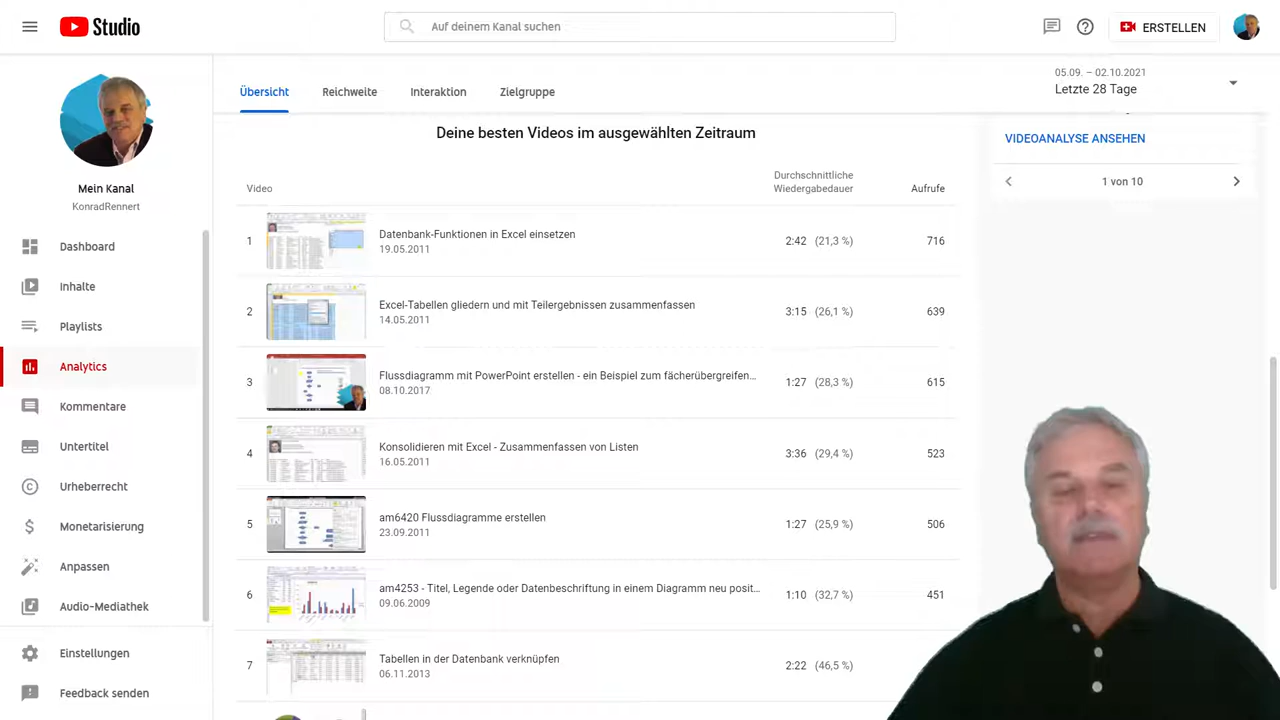 Studio
Auf deinem Kanal suchen
ERSTELLEN
Mein Kanal
KonradRennert
Dashboard
Inhalte
Playlists
Analytics
Kommentare
Untertitel
Urheberrecht
Monetarisierung
Anpassen
Audio-Mediathek
Einstellungen
Feedback senden
Übersicht Reichweite Interaktion Zielgruppe
05.09. – 02.10.2021
Letzte 28 Tage
Deine besten Videos im ausgewählten Zeitraum
Video Durchschnittliche Wiedergabedauer Aufrufe
1 Datenbank-Funktionen in Excel einsetzen 2:42 (21,3 %) 716
19.05.2011
2 Excel-Tabellen gliedern und mit Teilergebnissen zusammenfassen 3:15 (26,1 %) 639
14.05.2011
3 Flussdiagramm mit PowerPoint erstellen - ein Beispiel zum fächerübergreifer... 1:27 (28,3 %) 615
08.10.2017
4 Konsolidieren mit Excel - Zusammenfassen von Listen 3:36 (29,4 %) 523
16.05.2011
5 am6420 Flussdiagramme erstellen 1:27 (25,9 %) 506
23.09.2011
6 am4253 - Titel, Legende oder Datenbeschriftung in einem Diagramm neu posit... 1:10 (32,7 %) 451
09.06.2009
7 Tabellen in der Datenbank verknüpfen 2:22 (46,5 %)
06.11.2013
VIDEOANALYSE ANSEHEN
1 von 10